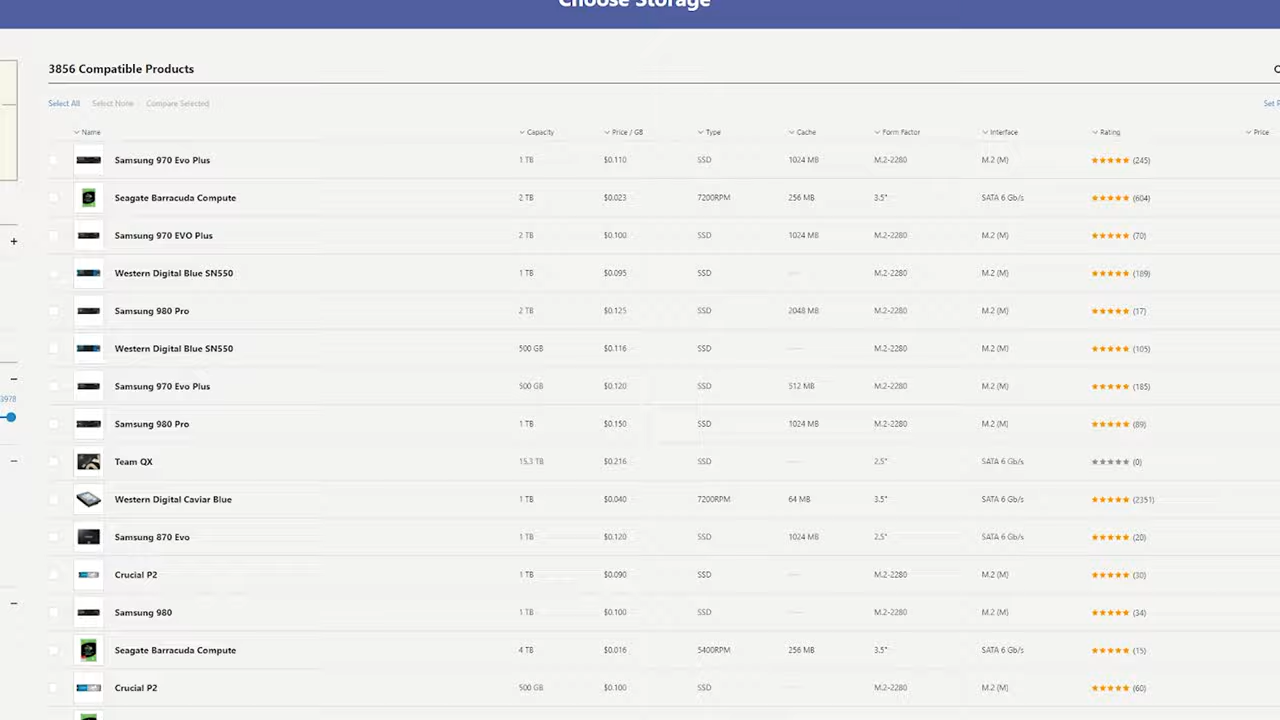 Choose Storage
3856 Compatible Products
Select All Select None Compare Selected
Set
Name Capacity Price / GB Type Cache Form Factor Interface Rating Price
Samsung 970 Evo Plus 1 TB $0.110 SSD 1024 MB M.2-2280 M.2 (M) (245)
Seagate Barracuda Compute 2 TB $0.023 7200RPM 256 MB 3.5" SATA 6 Gb/s (604)
+
Samsung 970 EVO Plus 2 TB $0.100 SSD 1024 MB M.2-2280 M.2 (M) (70)
Western Digital Blue SN550 1 TB $0.095 SSD M.2-2280 M.2 (M) (189)
Samsung 980 Pro 2 TB $0.125 SSD 2048 MB M.2-2280 M.2 (M) (17)
Western Digital Blue SN550 500 GB $0.116 SSD M.2-2280 M.2 (M) (105)
Samsung 970 Evo Plus 500 GB $0.120 SSD 512 MB M.2-2280 M.2 (M) (185)
3978
Samsung 980 Pro 1 TB $0.150 SSD 1024 MB M.2-2280 M.2 (M) (89)
Team QX 15.3 TB $0.216 SSD 2.5" SATA 6 Gb/s (0)
Western Digital Caviar Blue 1 TB $0.040 7200RPM 64 MB 3.5" SATA 6 Gb/s (2351)
Samsung 870 Evo 1 TB $0.120 SSD 1024 MB 2.5" SATA 6 Gb/s (20)
Crucial P2 1 TB $0.090 SSD M.2-2280 M.2 (M) (30)
Samsung 980 1 TB $0.100 SSD M.2-2280 M.2 (M) (34)
Seagate Barracuda Compute 4 TB $0.016 5400RPM 256 MB 3.5" SATA 6 Gb/s (15)
Crucial P2 500 GB $0.100 SSD M.2-2280 M.2 (M) (60)